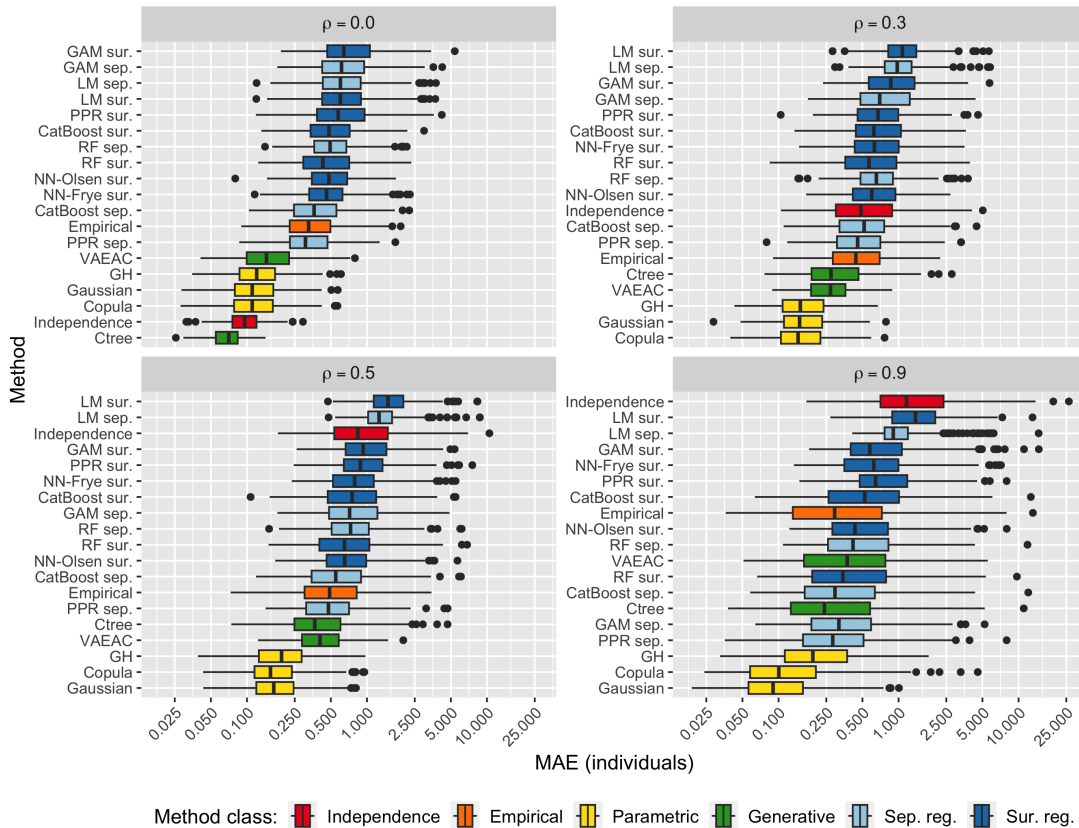 ρ = 0.0
GAM sur.
GAM sep.
LM sep.
LM sur.
PPR sur.
CatBoost sur.
RF sep.
RF sur.
NN-Olsen sur.
NN-Frye sur.
CatBoost sep.
Empirical
PPR sep.
VAEAC
GH
Gaussian
Copula
Independence
Ctree
ρ = 0.3
LM sur.
LM sep.
GAM sur.
GAM sep.
PPR sur.
CatBoost sur.
NN-Frye sur.
RF sur.
RF sep.
NN-Olsen sur.
Independence
CatBoost sep.
PPR sep.
Empirical
Ctree
VAEAC
GH
Gaussian
Copula
Method
ρ = 0.5
LM sur.
LM sep.
Independence
GAM sur.
PPR sur.
NN-Frye sur.
CatBoost sur.
GAM sep.
RF sep.
RF sur.
NN-Olsen sur.
CatBoost sep.
Empirical
PPR sep.
Ctree
VAEAC
GH
Copula
Gaussian
ρ = 0.9
Independence
LM sur.
LM sep.
GAM sur.
NN-Frye sur.
PPR sur.
CatBoost sur.
Empirical
NN-Olsen sur.
RF sep.
VAEAC
RF sur.
CatBoost sep.
Ctree
GAM sep.
PPR sep.
GH
Copula
Gaussian
0.025 0.050 0.100 0.250 0.500 1.000 2.500 5.000 10.000 25.000
0.025 0.050 0.100 0.250 0.500 1.000 2.500 5.000 10.000 25.000
MAE (individuals)
Method class: Independence Empirical Parametric Generative Sep. reg. Sur. reg.